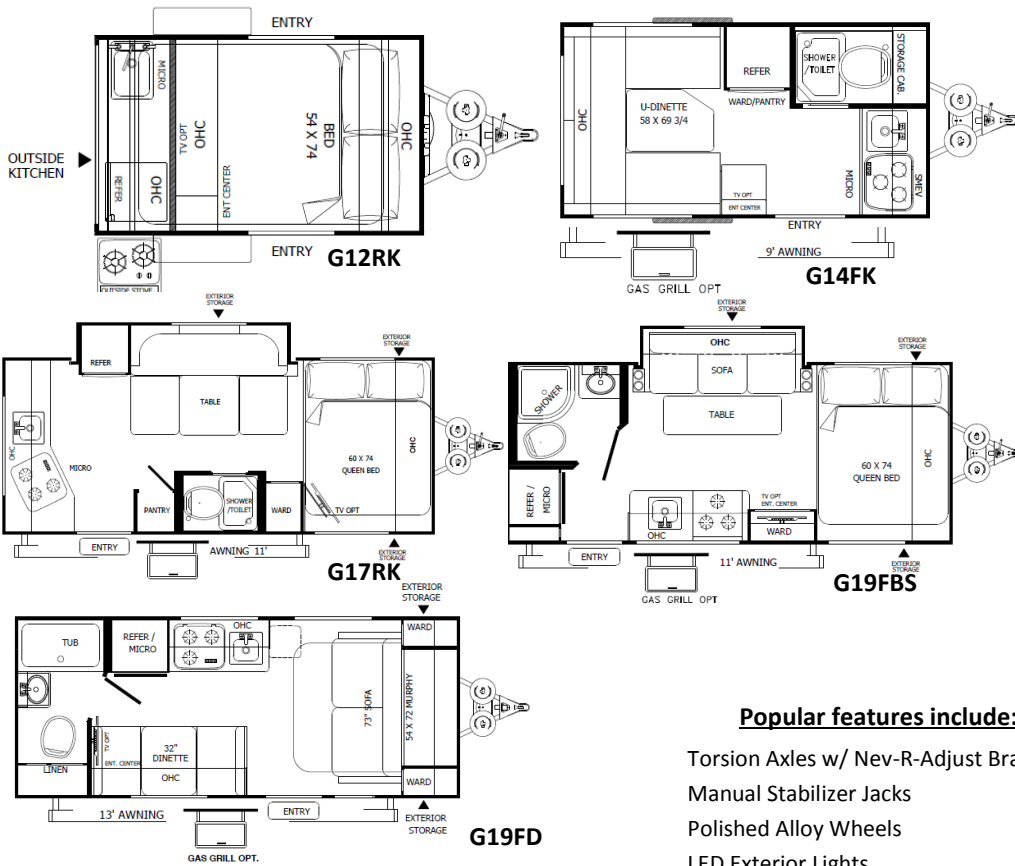 ENTRY
MICRO
TV OPT
OHC
BED
54 X 74
OHC
ENT CENTER
OUTSIDE
KITCHEN
REFER
OHC
ENTRY
G12RK
OUTSIDE STOVE
OHC
U-DINETTE
58 X 69 3/4
REFER
WARD/PANTRY
SHOWER
/TOILET
STORAGE CAB.
MICRO
SMEV
TV OPT
ENT CENTER
ENTRY
9' AWNING
GAS GRILL OPT
G14FK
EXTERIOR
STORAGE
EXTERIOR
STORAGE
REFER
TABLE
OHC
MICRO
60 X 74
QUEEN BED
OHC
PANTRY
SHOWER
/TOILET
WARD
TV OPT
ENTRY
AWNING 11'
EXTERIOR
STORAGE
G17RK
EXTERIOR
STORAGE
EXTERIOR
STORAGE
OHC
SOFA
SHOWER
TABLE
60 X 74
QUEEN BED
OHC
REFER /
MICRO
TV OPT
ENT. CENTER
WARD
OHC
ENTRY
11' AWNING
EXTERIOR
STORAGE
GAS GRILL OPT
G19FBS
EXTERIOR
STORAGE
TUB
REFER /
MICRO
OHC
WARD
73" SOFA
54 X 72 MURPHY
TV OPT
ENT. CENTER
32"
DINETTE
OHC
LINEN
WARD
13' AWNING
ENTRY
EXTERIOR
STORAGE
GAS GRILL OPT.
G19FD
Popular features include:
Torsion Axles w/ Nev-R-Adjust Bra
Manual Stabilizer Jacks
Polished Alloy Wheels
LED Exterior Lights